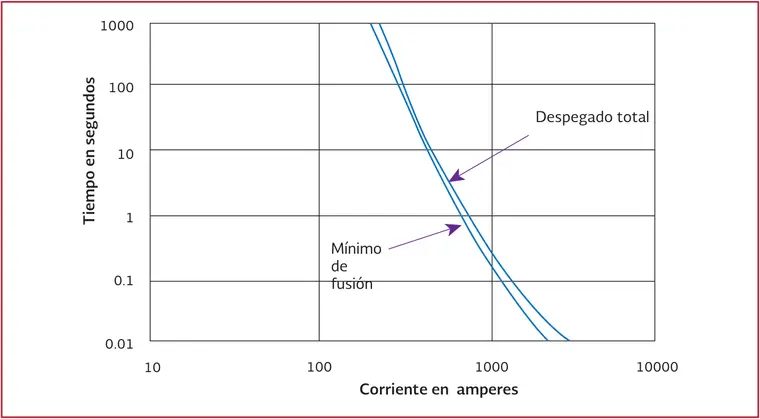 1000
100
10
1
0.1
0.01
Tiempo en segundos
Despegado total
Mínimo
de
fusión
10
100
1000
10000
Corriente en amperes